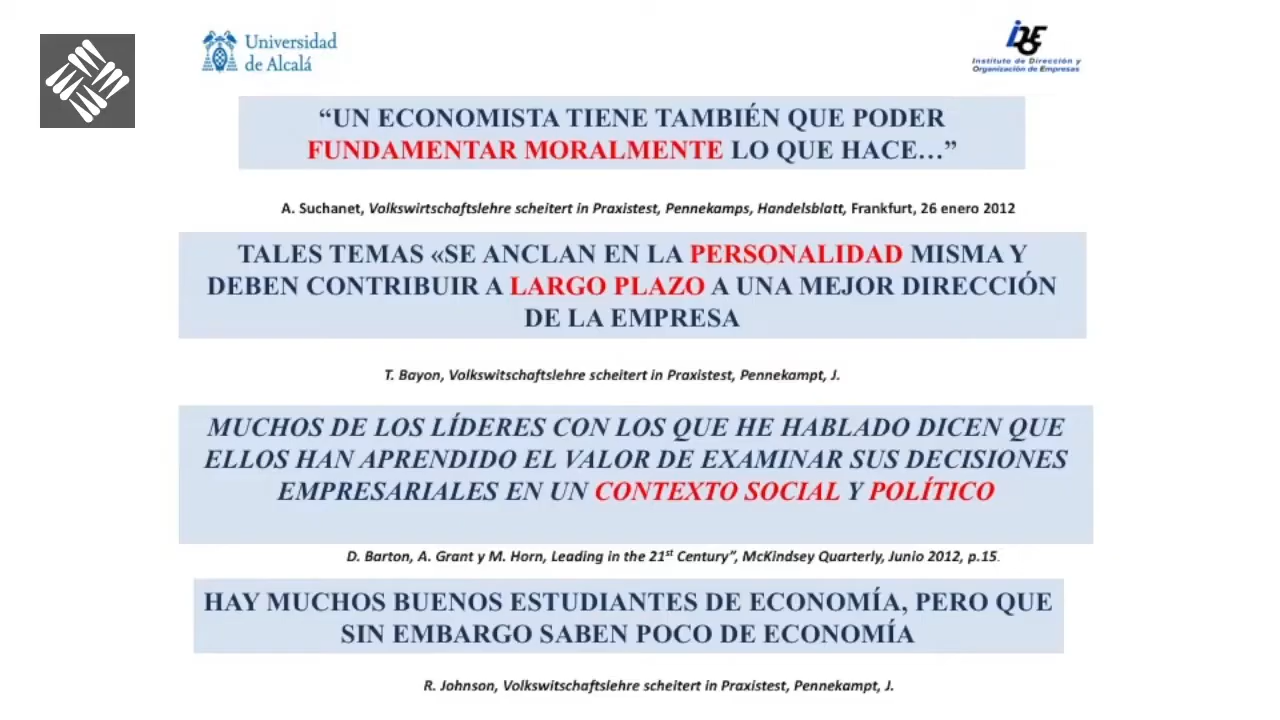 Universidad
de Alcalá
iDOE
Instituto de Dirección y
Organización de Empresas
“UN ECONOMISTA TIENE TAMBIÉN QUE PODER
FUNDAMENTAR MORALMENTE LO QUE HACE…”
A. Suchanet, Volkswirtschaftslehre scheitert in Praxistest, Pennekamps, Handelsblatt, Frankfurt, 26 enero 2012
TALES TEMAS «SE ANCLAN EN LA PERSONALIDAD MISMA Y
DEBEN CONTRIBUIR A LARGO PLAZO A UNA MEJOR DIRECCIÓN
DE LA EMPRESA
T. Bayon, Volkswitschaftslehre scheitert in Praxistest, Pennekampt, J.
MUCHOS DE LOS LÍDERES CON LOS QUE HE HABLADO DICEN QUE
ELLOS HAN APRENDIDO EL VALOR DE EXAMINAR SUS DECISIONES
EMPRESARIALES EN UN CONTEXTO SOCIAL Y POLÍTICO
D. Barton, A. Grant y M. Horn, Leading in the 21st Century”, McKindsey Quarterly, Junio 2012, p.15.
HAY MUCHOS BUENOS ESTUDIANTES DE ECONOMÍA, PERO QUE
SIN EMBARGO SABEN POCO DE ECONOMÍA
R. Johnson, Volkswitschaftslehre scheitert in Praxistest, Pennekampt, J.